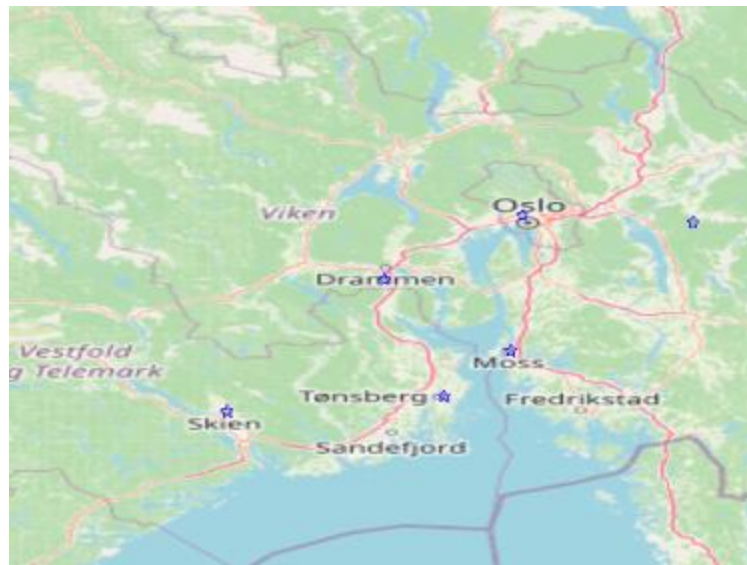 Oslo
Viken
Drammen
Vestfold
g Telemark
Moss
Tønsberg
Fredrikstad
Skien
Sandefjord